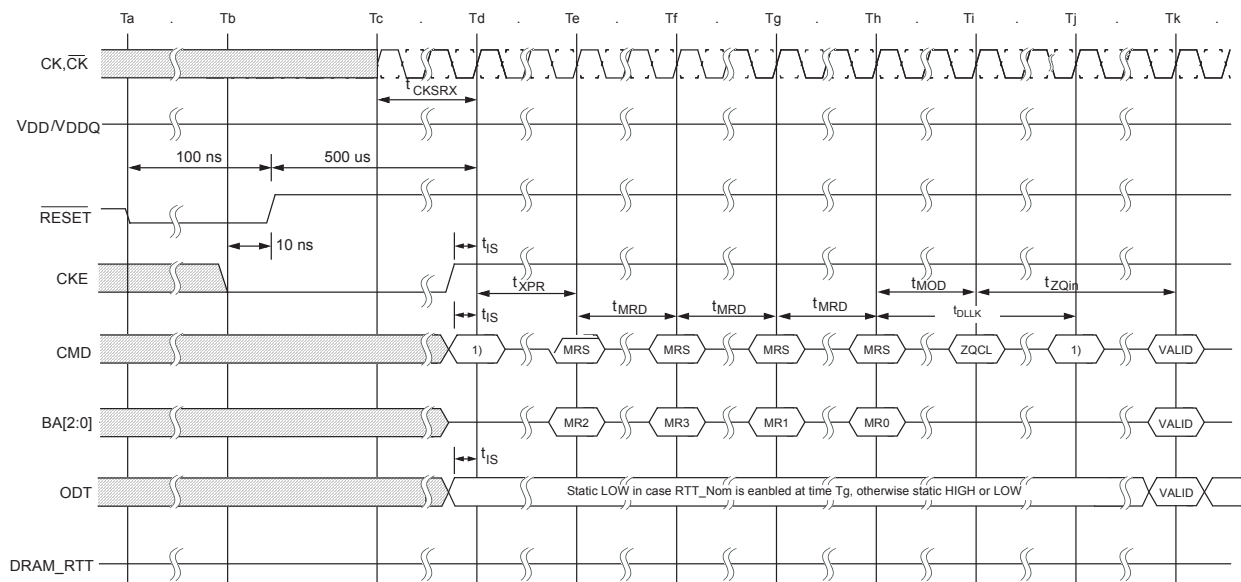 Ta . Tb . Tc . Td . Te . Tf . Tg . Th . Ti . Tj . Tk .
CK,CK
tCKSRX
VDD/VDDQ
100 ns 500 us
RESET
10 ns tIS
CKE
tXPR tMOD tZQin
tIS tMRD tMRD tMRD tDLLK
CMD 1) MRS MRS MRS MRS ZQCL 1) VALID
BA[2:0] MR2 MR3 MR1 MR0 VALID
tIS
ODT Static LOW in case RTT_Nom is eanbled at time Tg, otherwise static HIGH or LOW VALID
DRAM_RTT